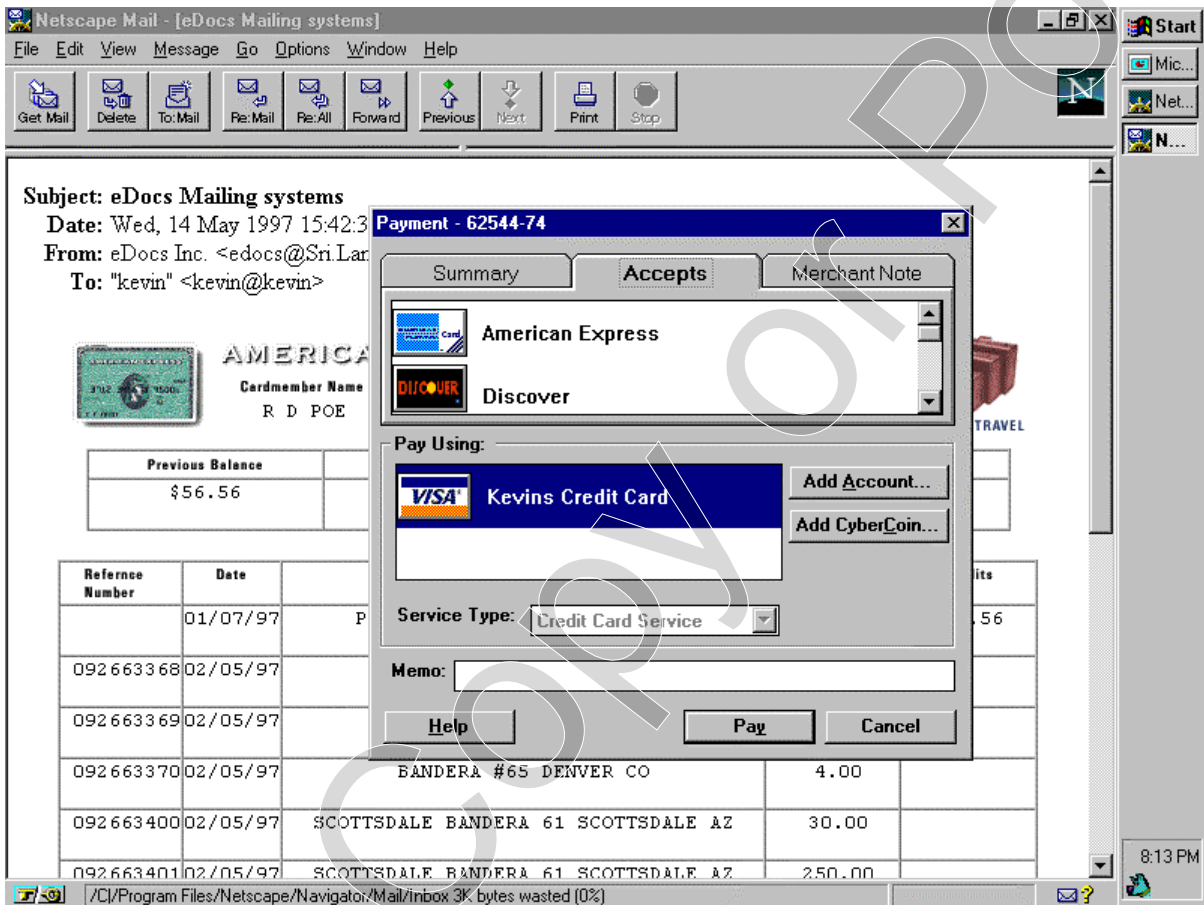 Netscape Mail - [eDocs Mailing systems]
Start
File Edit View Message Go Options Window Help
Mic...
Get Mail Delete To:Mail Re:Mail Re:All Forward Previous Next Print Stop
N
Net...
N...
Subject: eDocs Mailing systems
Date: Wed, 14 May 1997 15:42:3
From: eDocs Inc. <edocs@Sri.Lan
To: "kevin" <kevin@kevin>
Payment - 62544-74
Summary Accepts Merchant Note
American Express
DISCOVER
Discover
AMERICA
Cardmember Name
R D POE
TRAVEL
Pay Using:
VISA
Kevins Credit Card
Add Account...
Add CyberCoin...
Service Type: Credit Card Service
Memo:
Help Pay Cancel
Previous Balance
$56.56
Refernce Number Date its
01/07/97 P .56
092663368 02/05/97
092663369 02/05/97
092663370 02/05/97 BANDERA #65 DENVER CO 4.00
092663400 02/05/97 SCOTTSDALE BANDERA 61 SCOTTSDALE AZ 30.00
092663401 02/05/97 SCOTTSDALE BANDERA 61 SCOTTSDALE AZ 250.00
8:13 PM
/C|/Program Files/Netscape/Navigator/Mail/Inbox 3K bytes wasted (0%)
Copy or Po